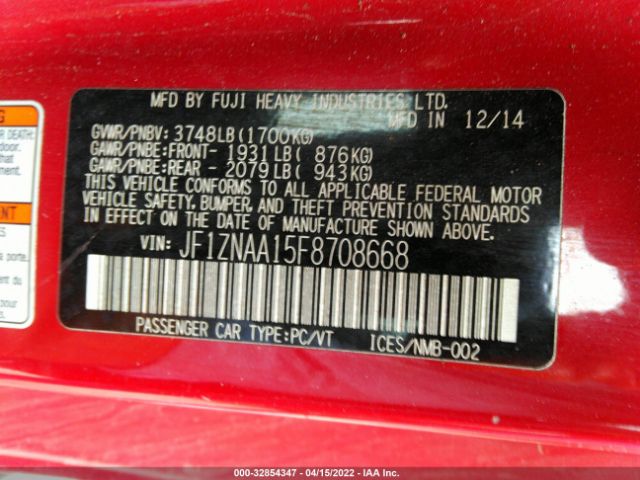 MFD BY FUJI HEAVY INDUSTRIES LTD.
MFD IN 12/14
GVWR/PNBV: 3748LB(1700KG)
GAWR/PNBE:FRONT- 1931LB( 876KG)
GAWR/PNBE:REAR - 2079LB( 943KG)
THIS VEHICLE CONFORMS TO ALL APPLICABLE FEDERAL MOTOR
VEHICLE SAFETY, BUMPER, AND THEFT PREVENTION STANDARDS
IN EFFECT ON THE DATE OF MANUFACTURE SHOWN ABOVE.
VIN: JF1ZNAA15F8708668
PASSENGER CAR TYPE:PC/VT ICES/NMB-002
DEATH:
a porte.
000-32854347 - 04/15/2022 - IAA Inc.